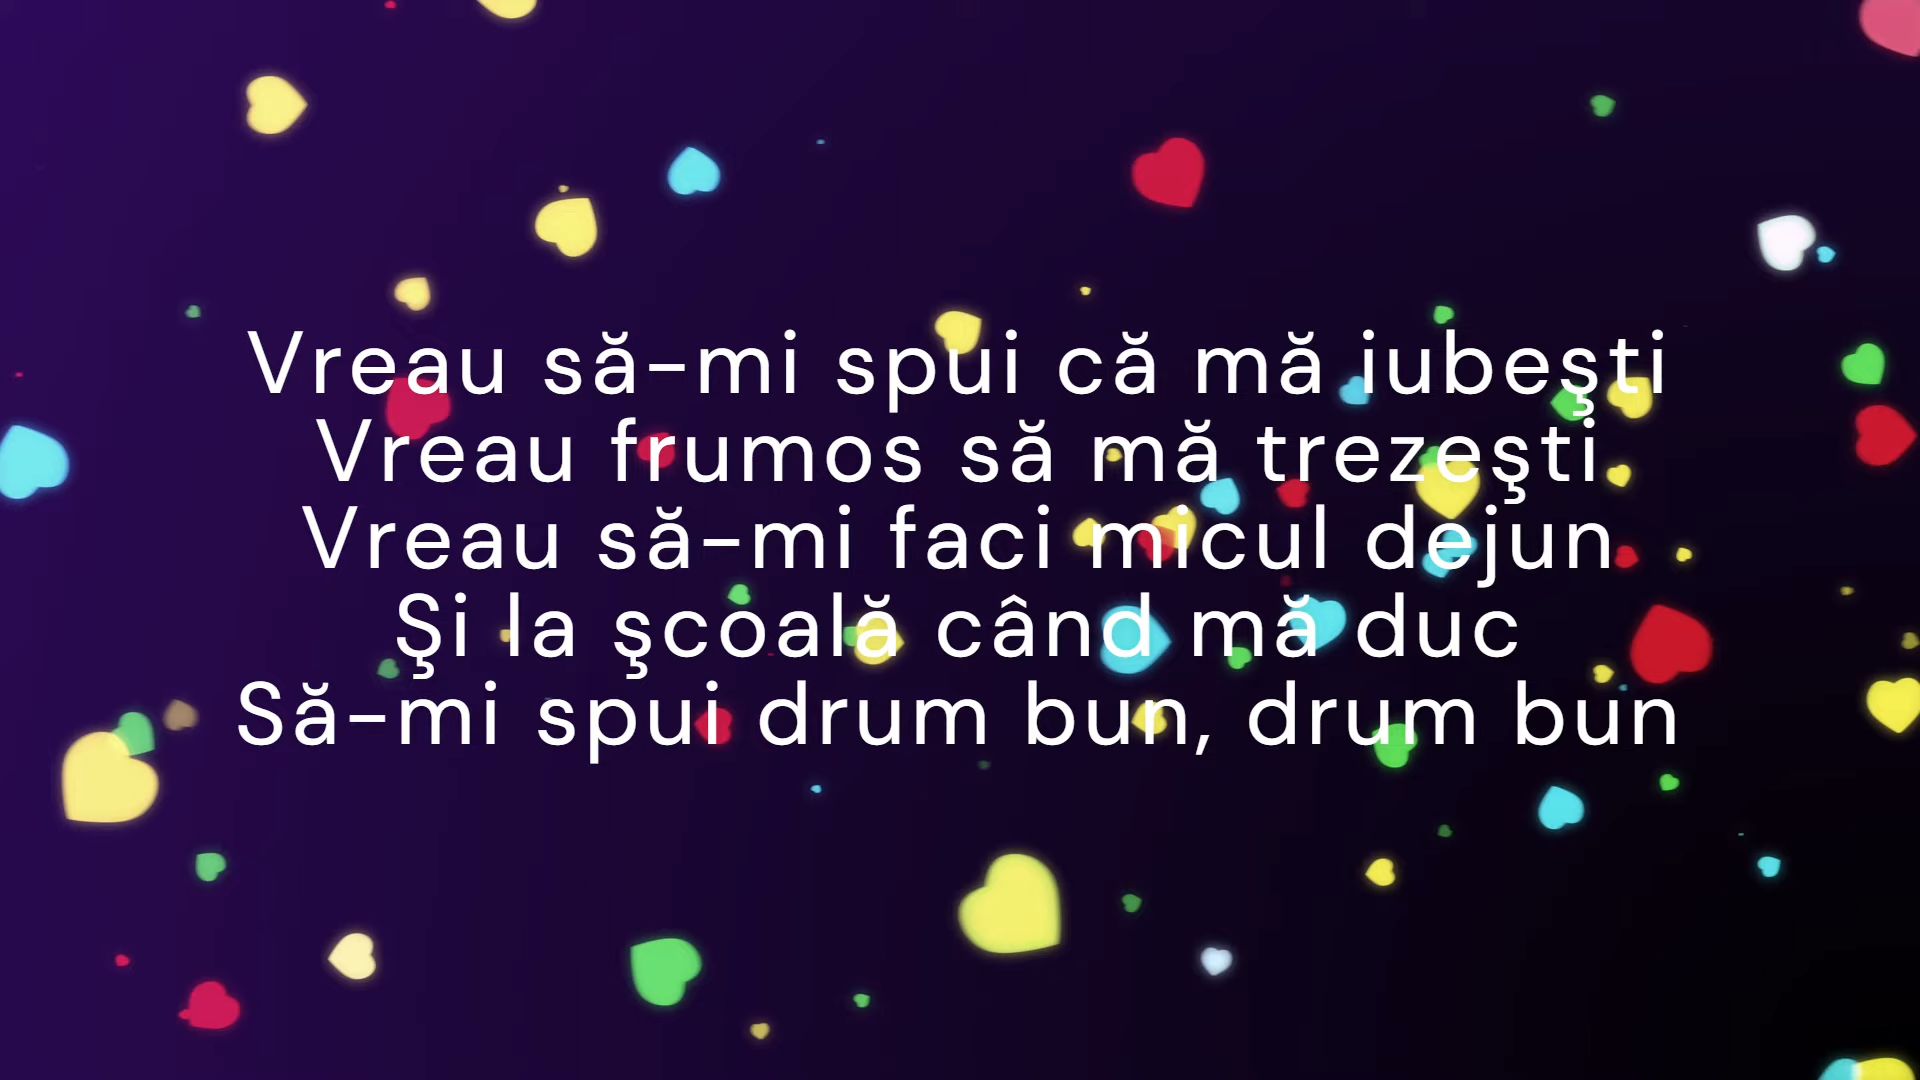 Vreau să-mi spui că mă iubeşti
Vreau frumos să mă trezeşti
Vreau să-mi faci micul dejun
Şi la şcoală când mă duc
Să-mi spui drum bun, drum bun